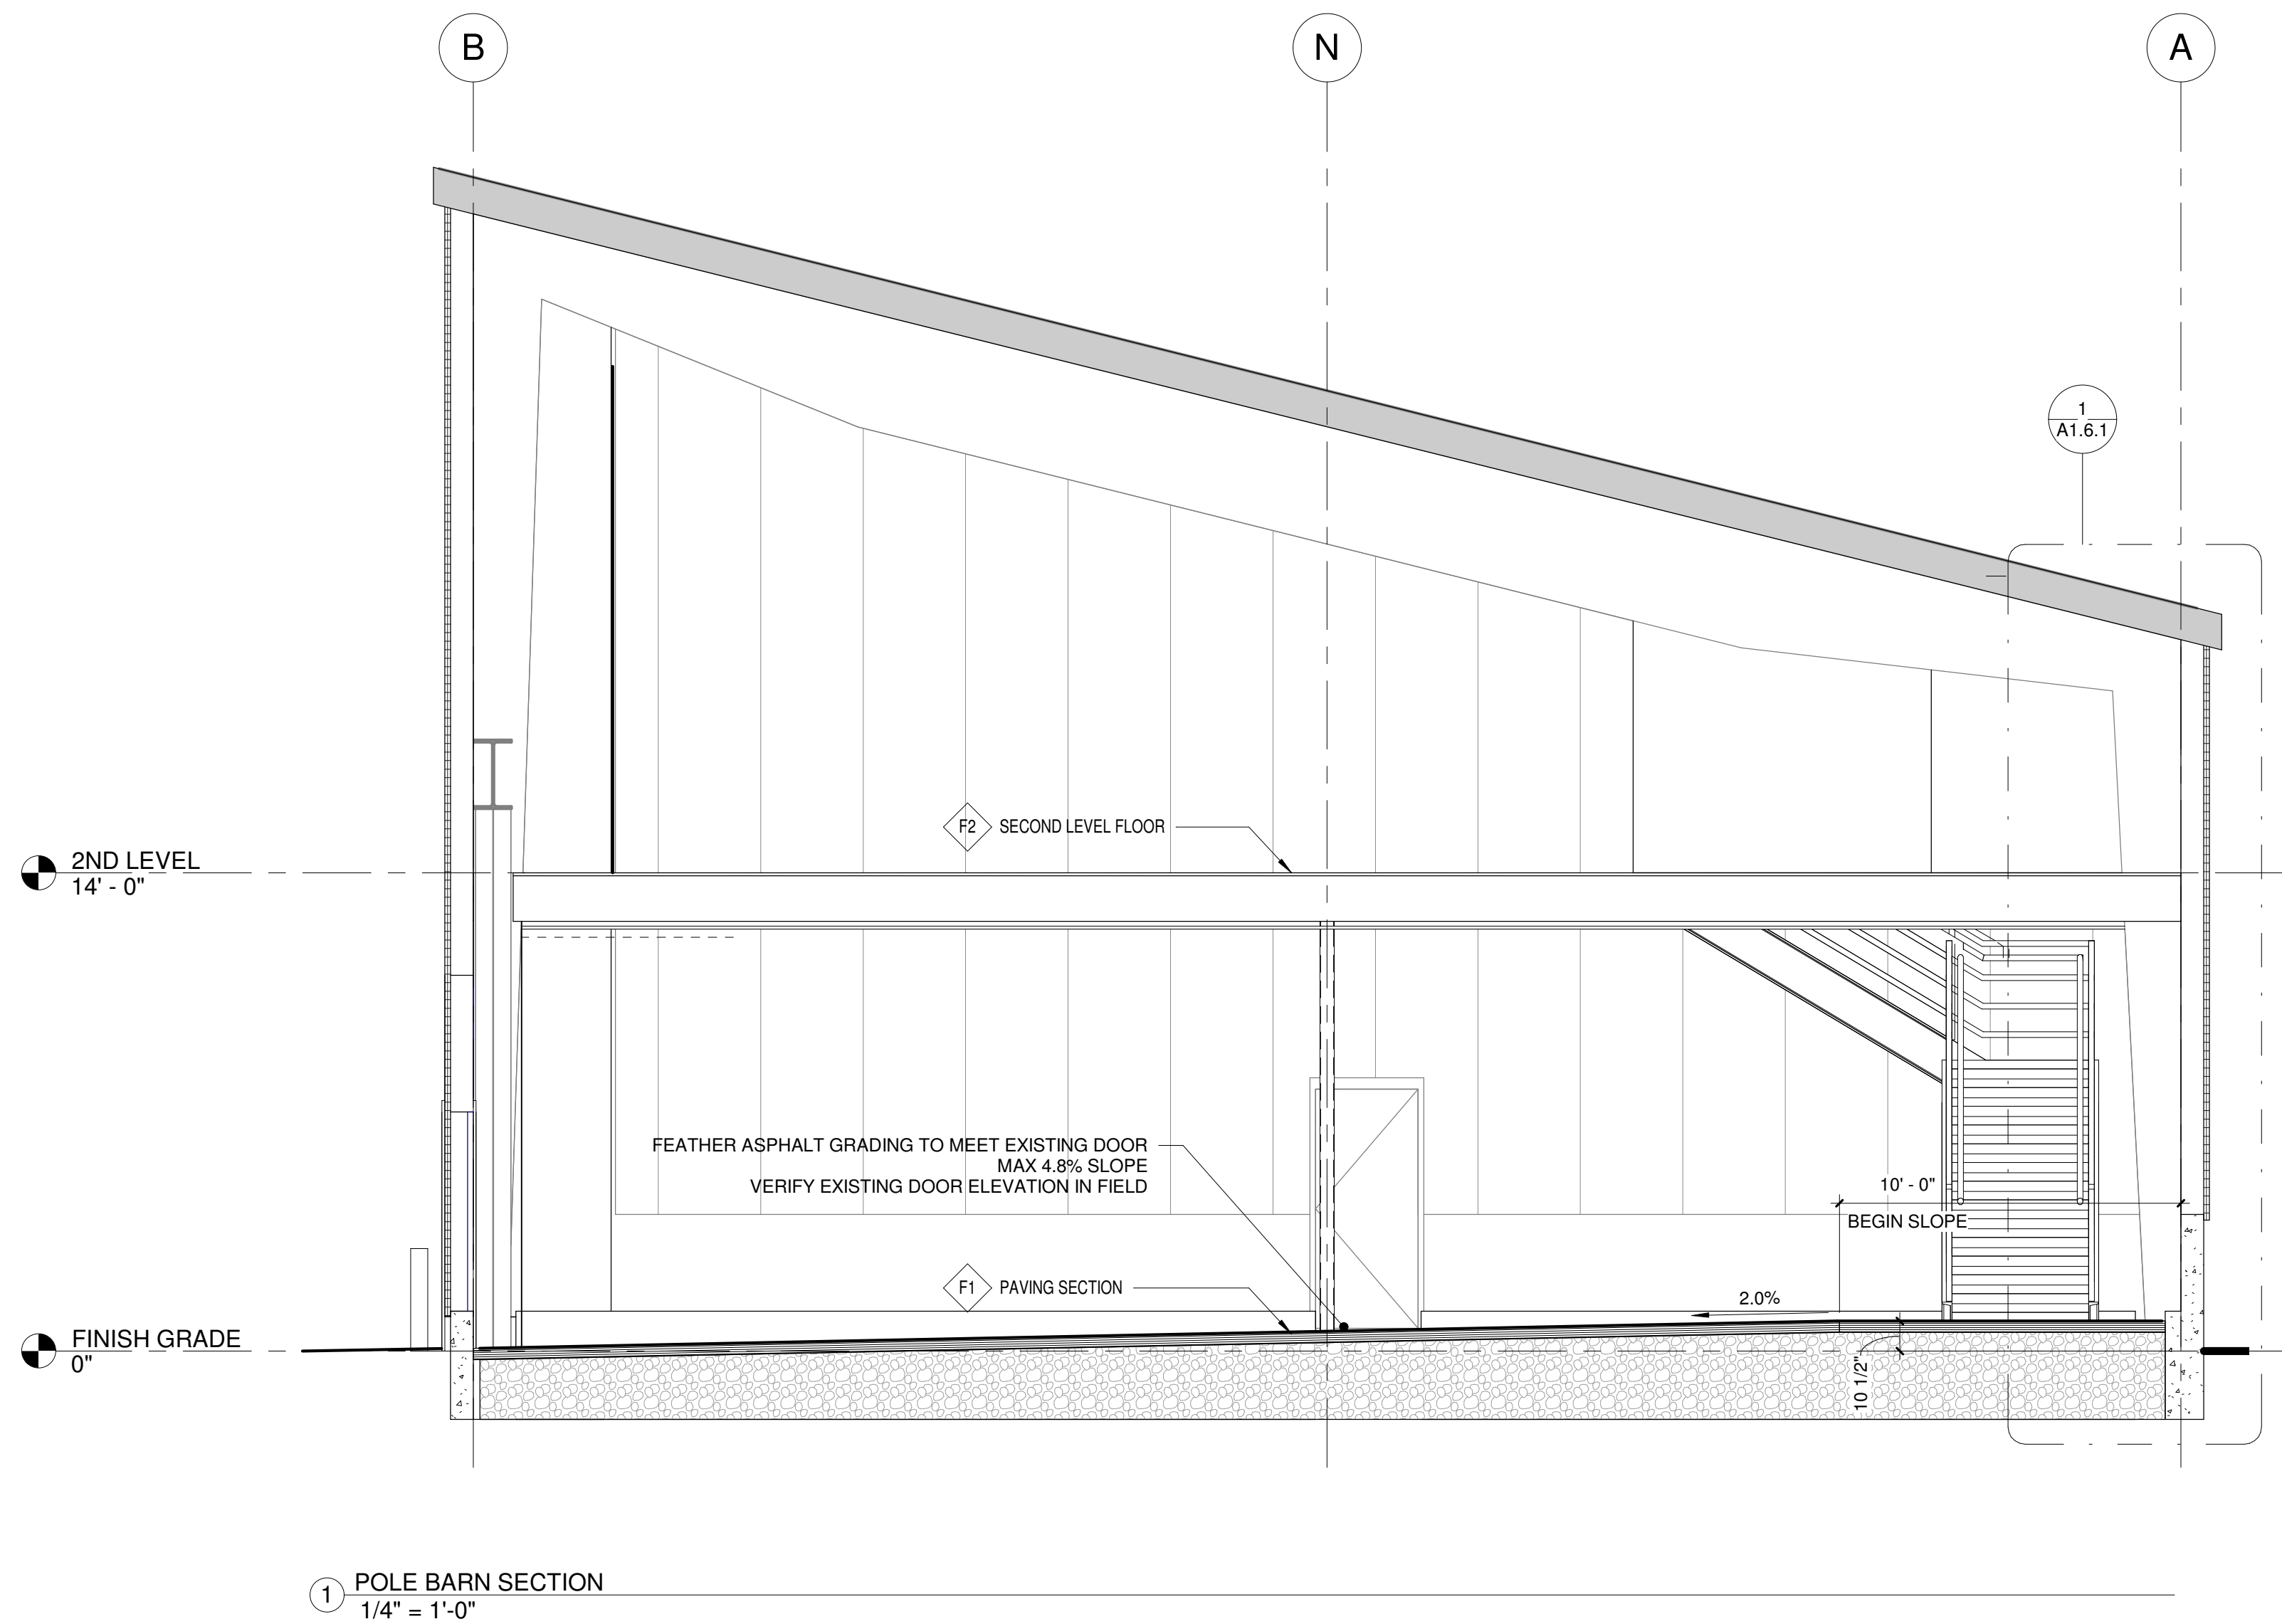 B
N
A
1
A1.6.1
F2 SECOND LEVEL FLOOR
2ND LEVEL
14' - 0"
FEATHER ASPHALT GRADING TO MEET EXISTING DOOR
MAX 4.8% SLOPE
VERIFY EXISTING DOOR ELEVATION IN FIELD
10' - 0"
BEGIN SLOPE
F1 PAVING SECTION
2.0%
FINISH GRADE
0"
10 1/2"
1 POLE BARN SECTION
1/4" = 1'-0"